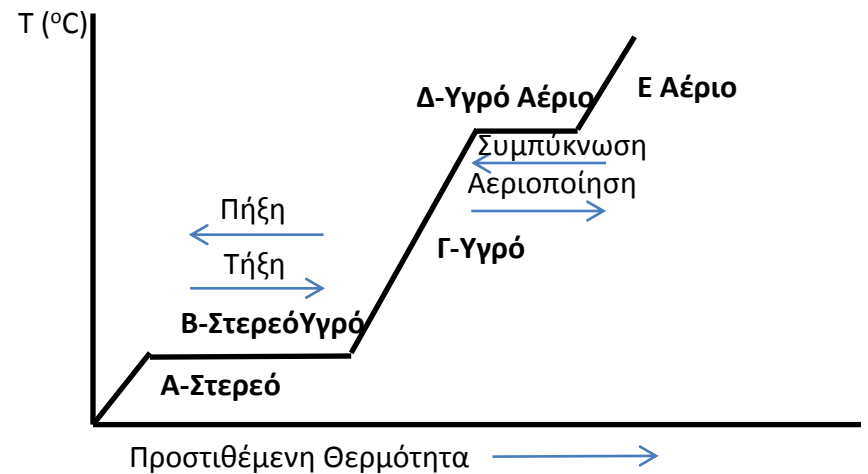 T (°C)
Δ-Υγρό Αέριο
Ε Αέριο
Συμπύκνωση
Αεριοποίηση
Πήξη
Γ-Υγρό
Τήξη
Β-ΣτερεόΥγρό
Α-Στερεό
Προστιθέμενη Θερμότητα